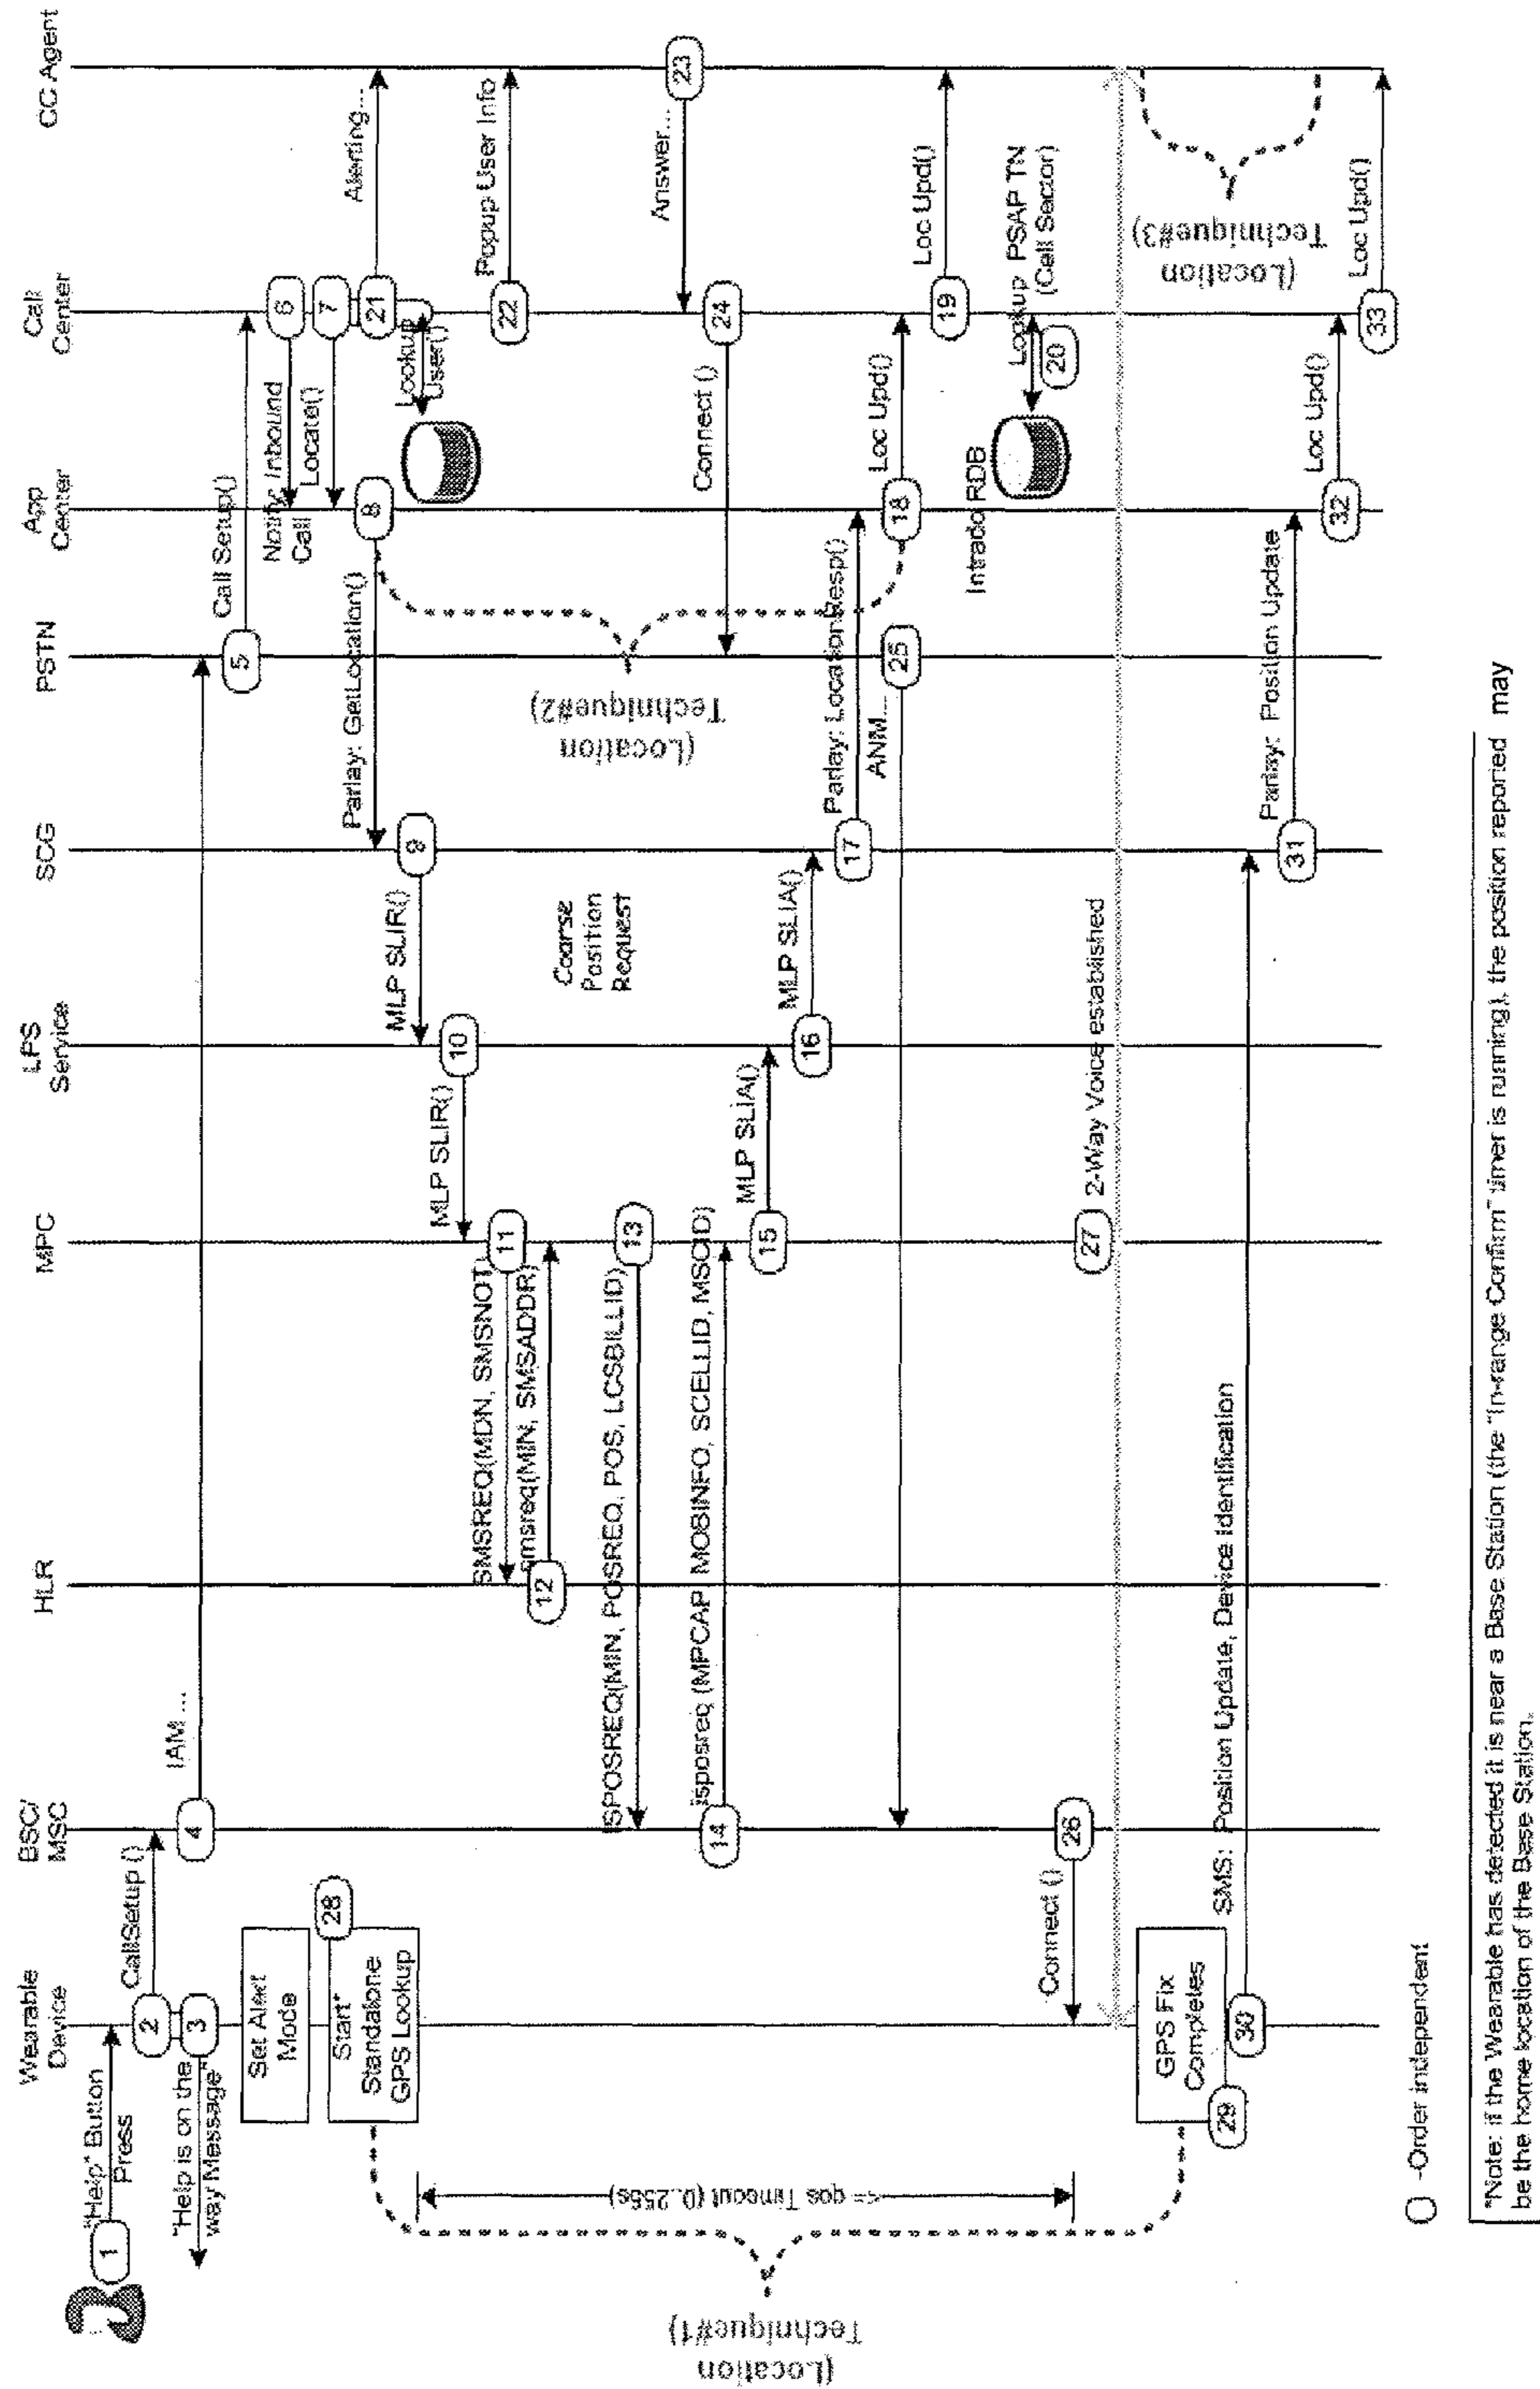 Wearable
Device
BSC/
MSC
HLR
MPC
LPS
Service
SCG
PSTN
App
Center
Call
Center
CC Agent
1
"Help" Button
Press
2
CallSetup ()
3
"Help is on the
way Message"
4
IAM ...
5
Call Setup()
6
Notify Inbound
Call
7
Locate()
21
Alerting...
Lookup
User()
Set Alert
Mode
28
Start*
Standalone
GPS Lookup
8
Parlay: GetLocation()
9
MLP SLIR()
10
MLP SLIR()
11
SMSREQ(MDN, SMSNOT)
12
smsreq(MIN, SMSADDR)
22
Popup User Info
Coarse
Position
Request
13
ISPOSREQ(MIN, POSREQ, POS, LCSBILLID)
23
Answer...
24
Connect ()
14
isposreq (MPCAP MOBINFO, SCELLID, MSCID)
15
MLP SLIA()
16
MLP SLIA()
17
Parlay: LocationResp()
18
Loc Upd()
25
ANM...
19
Loc Upd()
Intrado RDB
Lookup PSAP TN
(Call Sector)
20
26
Connect ()
27
2-Way Voice established
GPS Fix
Completes
29
30
SMS: Position Update, Device Identification
31
Parlay: Position Update
32
Loc Upd()
33
Loc Upd()
<= qos Timeout (0..255s)
(Location
Technique#1)
(Location
Technique#2)
(Location
Technique#3)
-Order independent
*Note: if the Wearable has detected it is near a Base Station (the "In-range Confirm" timer is running), the position reported may
be the home location of the Base Station.